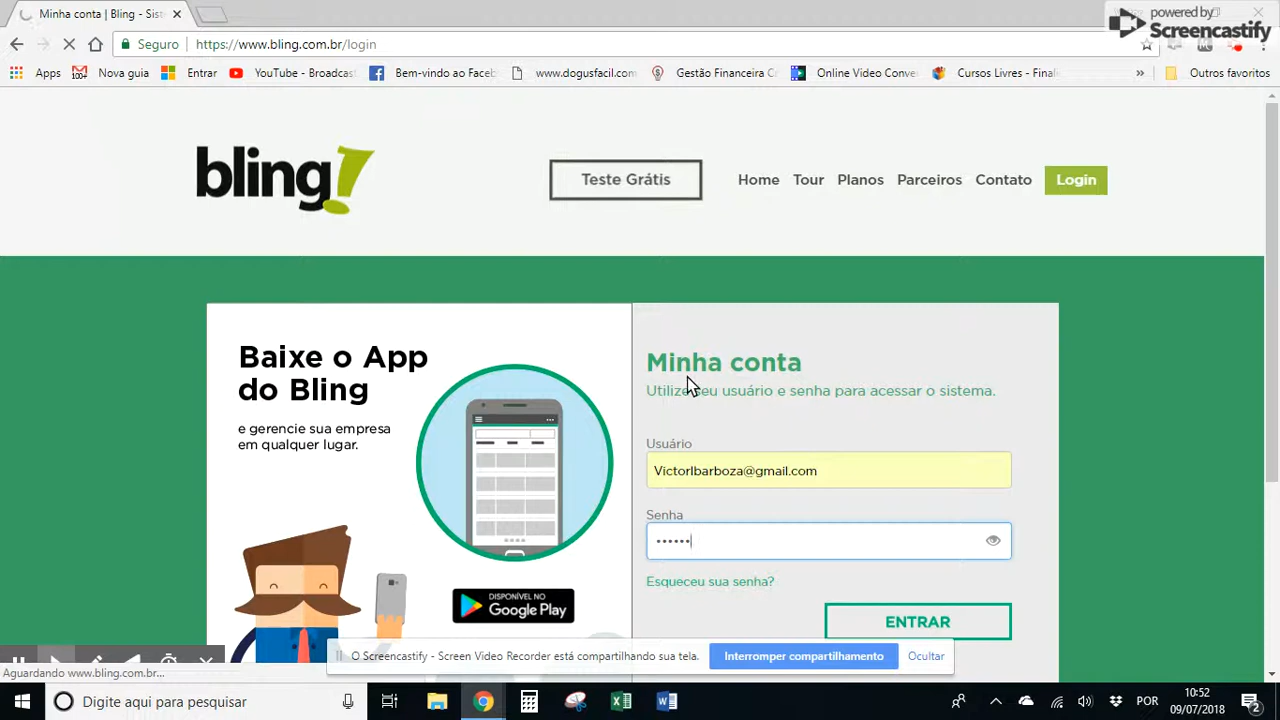 Minha conta | Bling - Sis
powered by
Screencastify
Seguro
https://www.bling.com.br/login
Apps
Nova guia
Entrar
YouTube - Broadcast
Bem-vindo ao Faceb
www.dogusfacil.com
Gestão Financeira C
Online Video Conve
Cursos Livres - Finali
»
Outros favoritos
bling!
Teste Grátis
Home
Tour
Planos
Parceiros
Contato
Login
Baixe o App
do Bling
e gerencie sua empresa
em qualquer lugar.
DISPONÍVEL NO
Google Play
Minha conta
Utilize seu usuário e senha para acessar o sistema.
Usuário
Victorlbarboza@gmail.com
Senha
••••••
Esqueceu sua senha?
ENTRAR
O Screencastify - Screen Video Recorder está compartilhando sua tela.
Interromper compartilhamento
Ocultar
Aguardando www.bling.com.br...
Digite aqui para pesquisar
POR
10:52
09/07/2018
2